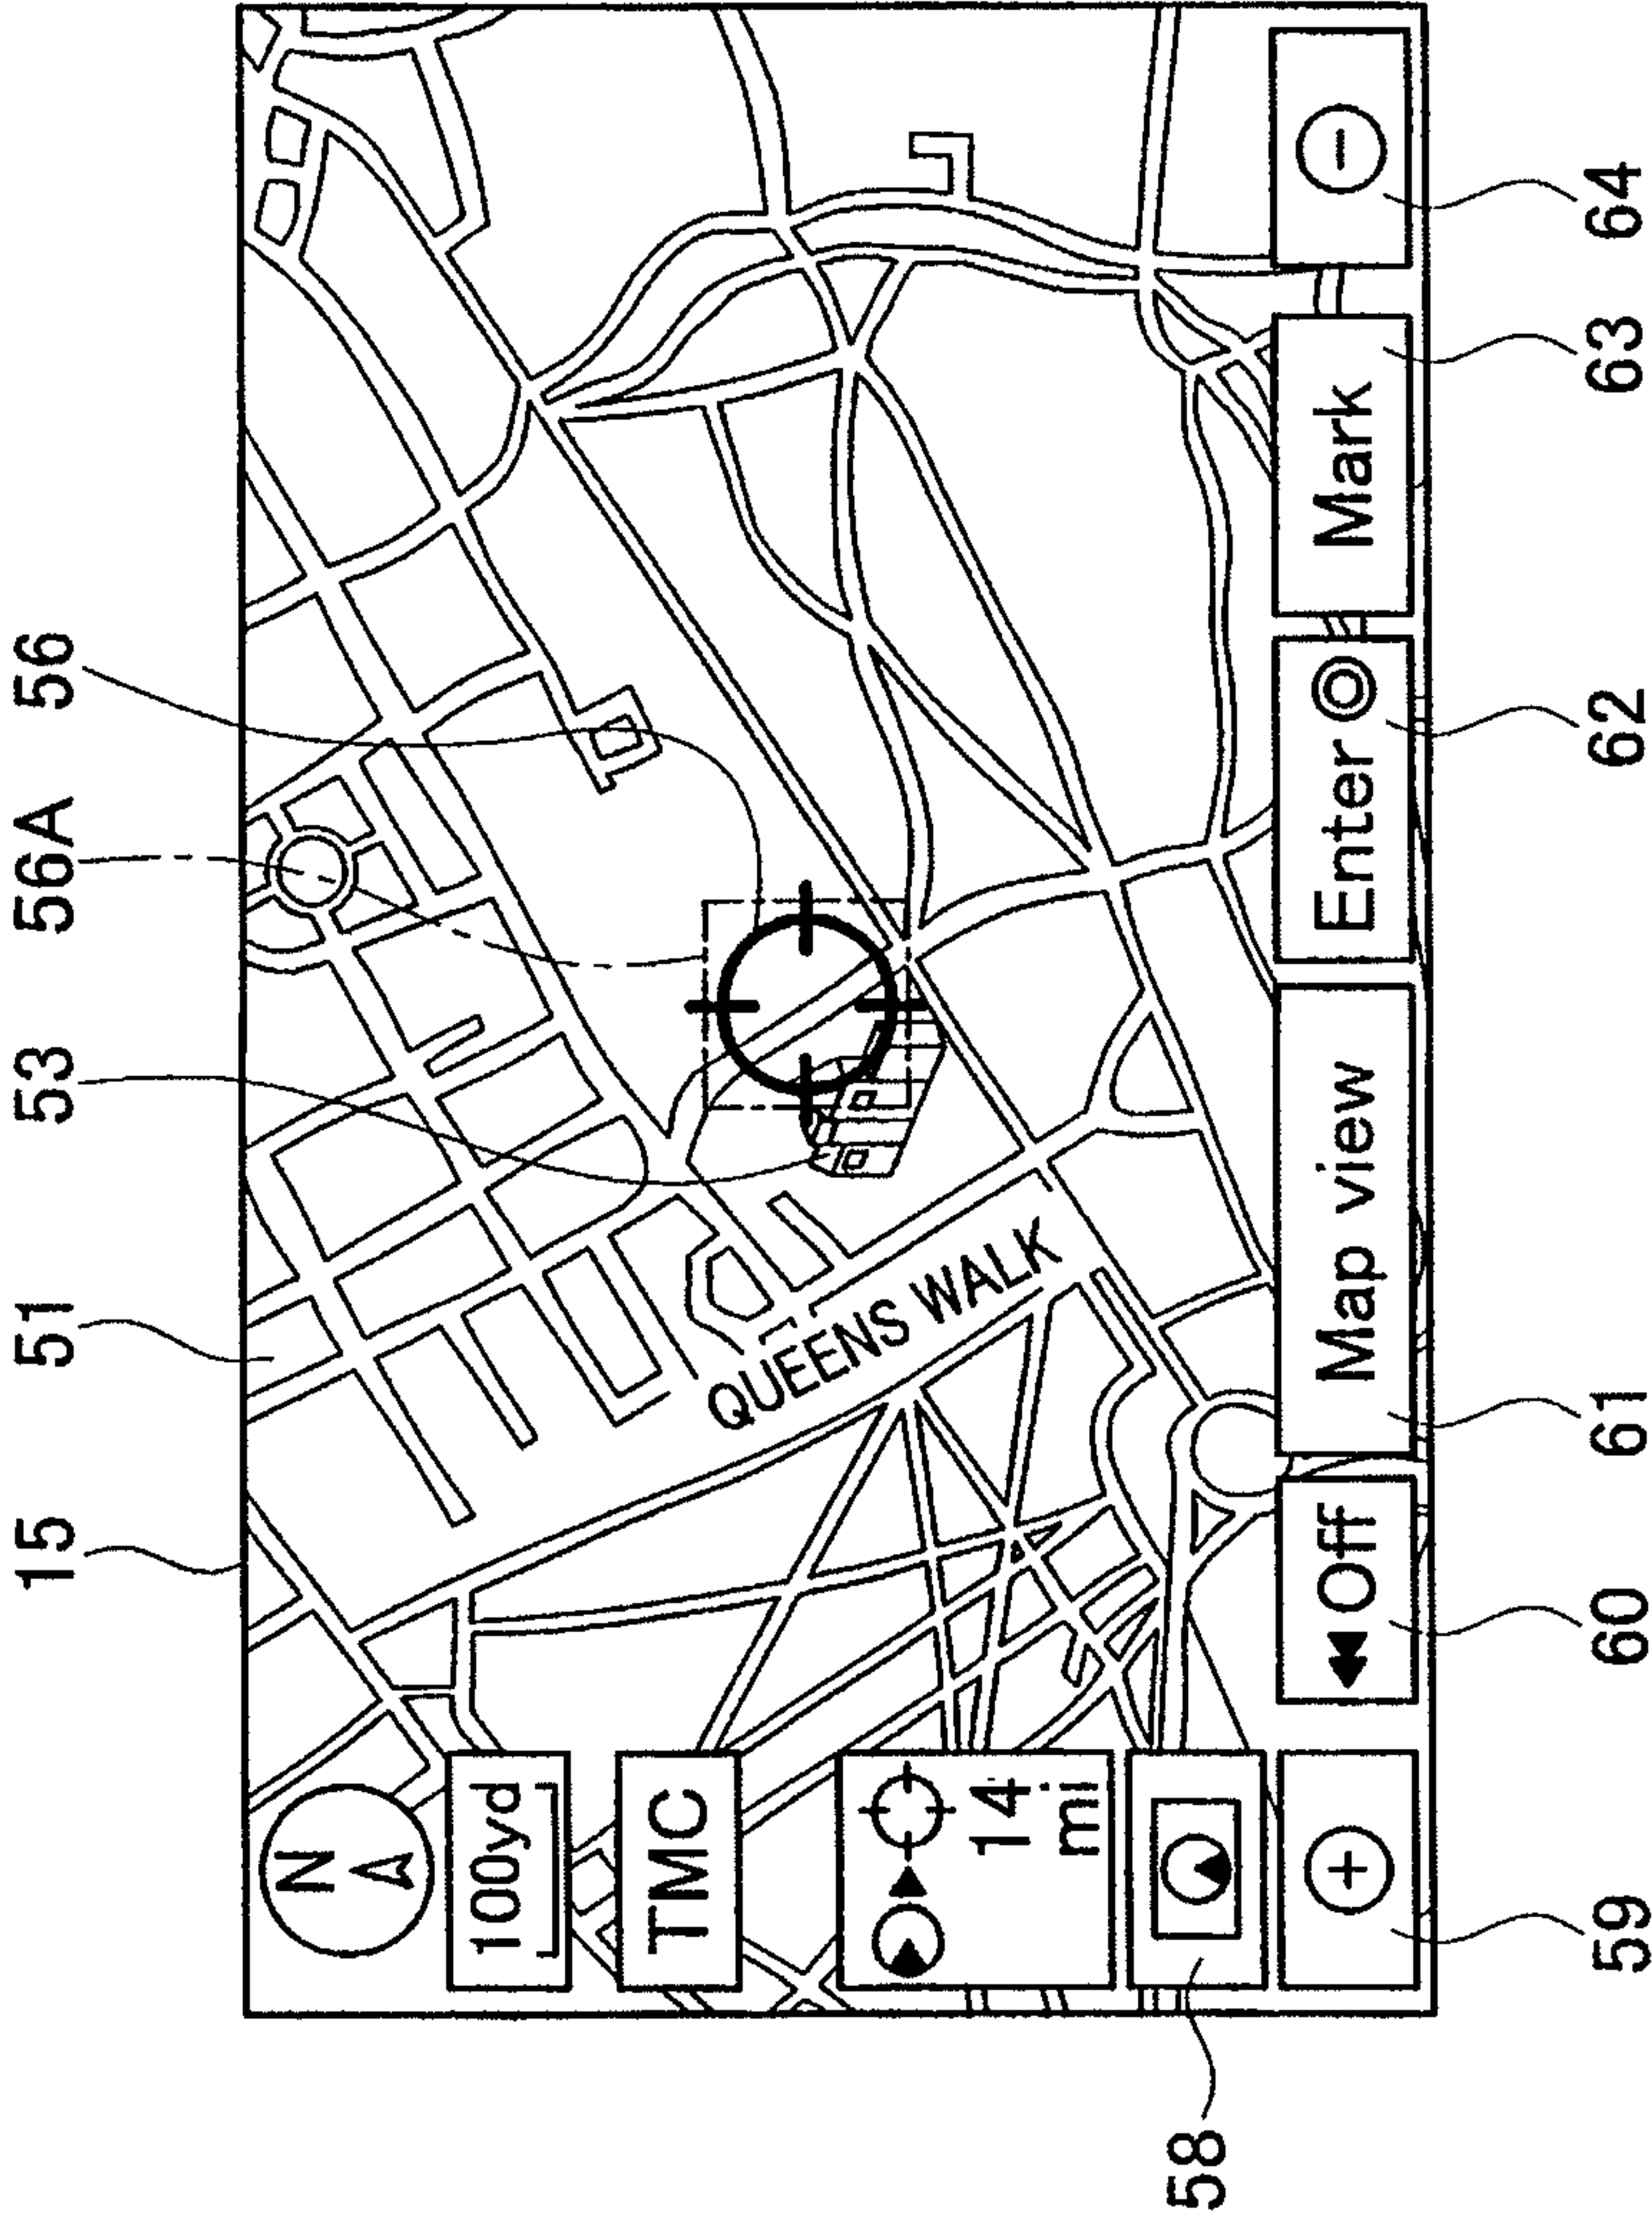 15
51
53
56A
56
N
100yd
TMC
QUEENS WALK
14
mi
58
+
Off
Map view
Enter
Mark
−
59
60
61
62
63
64